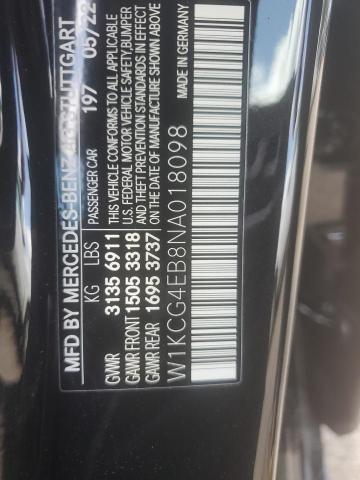 MFD BY MERCEDES-BENZ
UTTGART
PASSENGER CAR 197 05/22
KG LBS
GVWR 3135 6911
GAWR FRONT 1505 3318
GAWR REAR 1695 3737
THIS VEHICLE CONFORMS TO ALL APPLICABLE
U.S. FEDERAL MOTOR VEHICLE SAFETY, BUMPER
AND THEFT PREVENTION STANDARDS IN EFFECT
ON THE DATE OF MANUFACTURE SHOWN ABOVE
MADE IN GERMANY
W1KCG4EB8NA018098